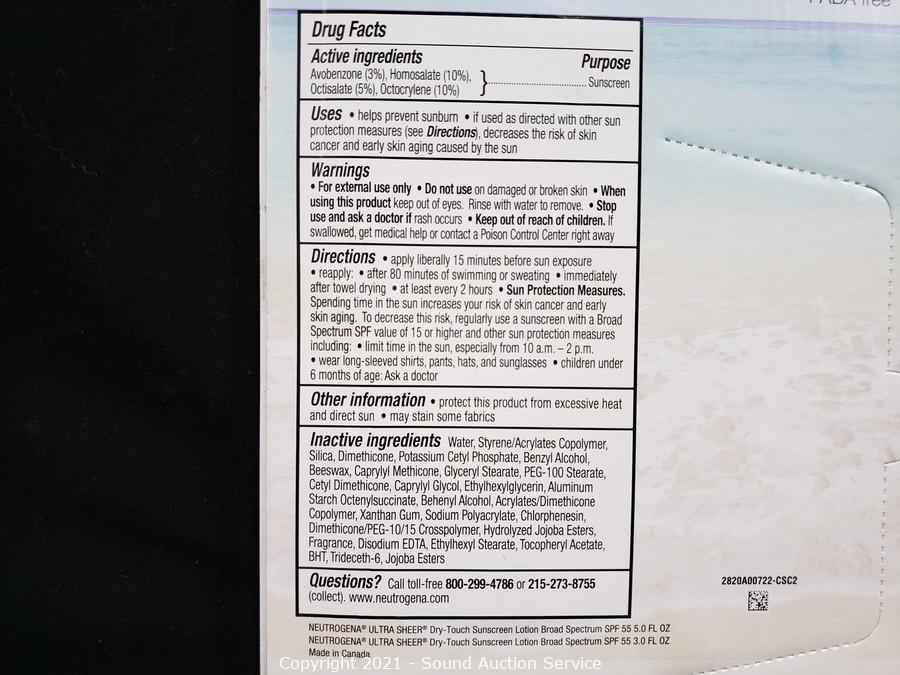 PABA free
Drug Facts
Active ingredients Purpose
Avobenzone (3%), Homosalate (10%),
Octisalate (5%), Octocrylene (10%) } ................................ Sunscreen
Uses • helps prevent sunburn • if used as directed with other sun
protection measures (see Directions), decreases the risk of skin
cancer and early skin aging caused by the sun
Warnings
• For external use only • Do not use on damaged or broken skin • When
using this product keep out of eyes. Rinse with water to remove. • Stop
use and ask a doctor if rash occurs • Keep out of reach of children. If
swallowed, get medical help or contact a Poison Control Center right away
Directions • apply liberally 15 minutes before sun exposure
• reapply: • after 80 minutes of swimming or sweating • immediately
after towel drying • at least every 2 hours • Sun Protection Measures.
Spending time in the sun increases your risk of skin cancer and early
skin aging. To decrease this risk, regularly use a sunscreen with a Broad
Spectrum SPF value of 15 or higher and other sun protection measures
including: • limit time in the sun, especially from 10 a.m. – 2 p.m.
• wear long-sleeved shirts, pants, hats, and sunglasses • children under
6 months of age: Ask a doctor
Other information • protect this product from excessive heat
and direct sun • may stain some fabrics
Inactive ingredients Water, Styrene/Acrylates Copolymer,
Silica, Dimethicone, Potassium Cetyl Phosphate, Benzyl Alcohol,
Beeswax, Caprylyl Methicone, Glyceryl Stearate, PEG-100 Stearate,
Cetyl Dimethicone, Caprylyl Glycol, Ethylhexylglycerin, Aluminum
Starch Octenylsuccinate, Behenyl Alcohol, Acrylates/Dimethicone
Copolymer, Xanthan Gum, Sodium Polyacrylate, Chlorphenesin,
Dimethicone/PEG-10/15 Crosspolymer, Hydrolyzed Jojoba Esters,
Fragrance, Disodium EDTA, Ethylhexyl Stearate, Tocopheryl Acetate,
BHT, Trideceth-6, Jojoba Esters
Questions? Call toll-free 800-299-4786 or 215-273-8755
(collect). www.neutrogena.com
2820A00722-CSC2
NEUTROGENA® ULTRA SHEER® Dry-Touch Sunscreen Lotion Broad Spectrum SPF 55 5.0 FL OZ
NEUTROGENA® ULTRA SHEER® Dry-Touch Sunscreen Lotion Broad Spectrum SPF 55 3.0 FL OZ
Made in Canada
Copyright 2021 - Sound Auction Service